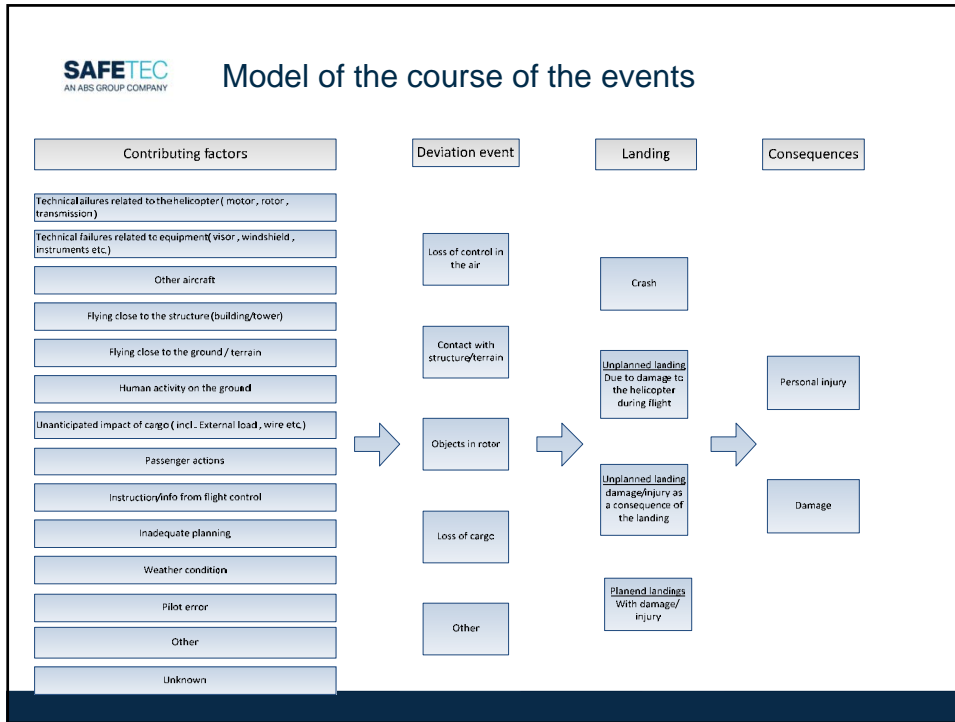 SAFETEC
AN ABS GROUP COMPANY
Model of the course of the events
Contributing factors
Technical ailures related to the helicopter ( motor , rotor ,
transmission )
Technical failures related to equipment( visor , windshield ,
instruments etc.)
Other aircraft
Flying close to the structure (building/tower)
Flying close to the ground / terrain
Human activity on the ground
Unanticipated impact of cargo ( incl . External load , wire etc.)
Passenger actions
Instruction/info from flight control
Inadequate planning
Weather condition
Pilot error
Other
Unknown
Deviation event
Loss of control in
the air
Contact with
structure/terrain
Objects in rotor
Loss of cargo
Other
Landing
Crash
Unplanned landing
Due to damage to
the helicopter
during flight
Unplanned landing
damage/injury as
a consequence of
the landing
Planend landings
With damage/
injury
Consequences
Personal injury
Damage